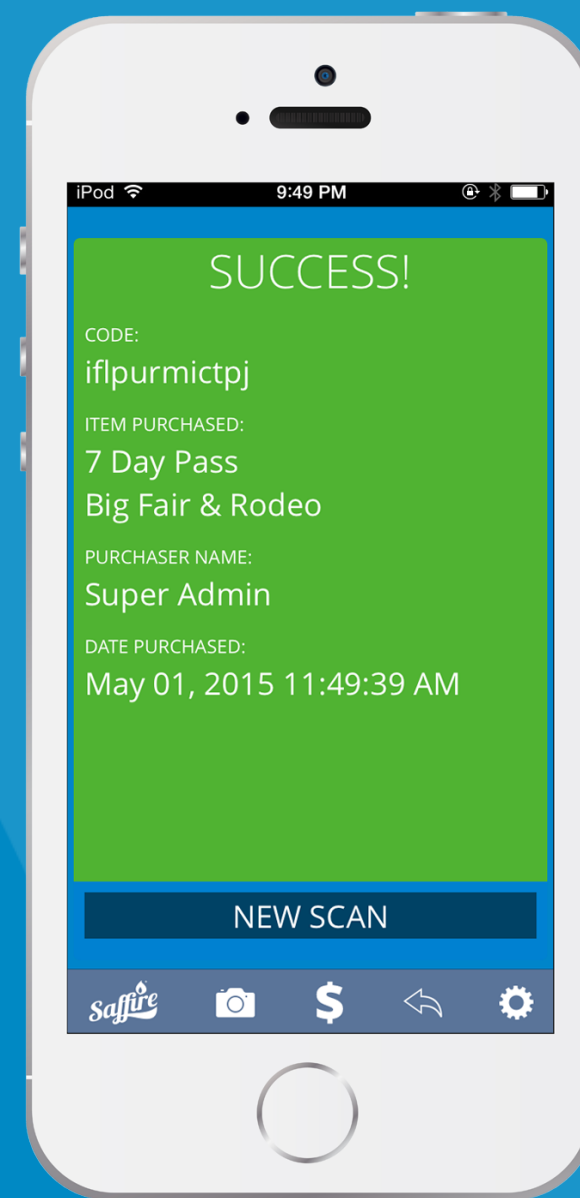 iPod 9:49 PM
SUCCESS!
CODE:
iflpurmictpj
ITEM PURCHASED:
7 Day Pass
Big Fair & Rodeo
PURCHASER NAME:
Super Admin
DATE PURCHASED:
May 01, 2015 11:49:39 AM
NEW SCAN
Saffire $